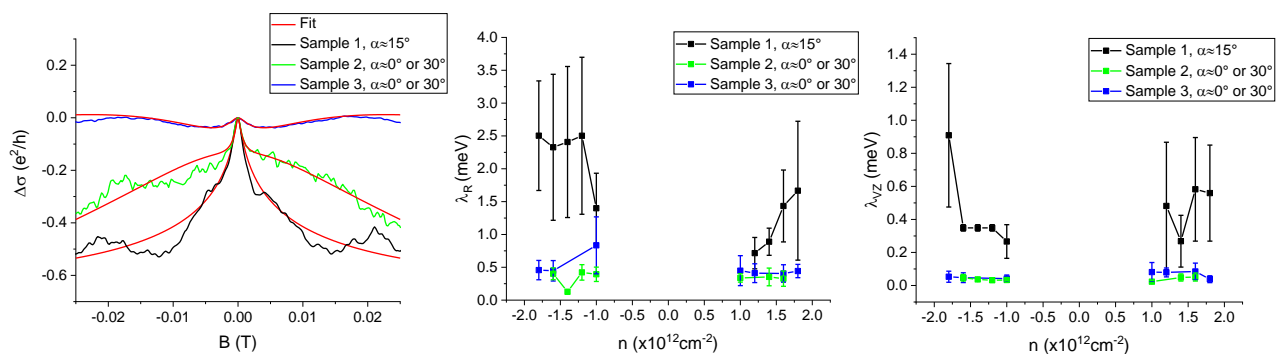 Fit
Sample 1, α≈15°
Sample 2, α≈0° or 30°
Sample 3, α≈0° or 30°
0.2
0.0
-0.2
-0.4
-0.6
Δσ (e²/h)
-0.02
-0.01
0.00
0.01
0.02
B (T)
Sample 1, α≈15°
Sample 2, α≈0° or 30°
Sample 3, α≈0° or 30°
4.0
3.5
3.0
2.5
2.0
1.5
1.0
0.5
0.0
λR (meV)
-2.0
-1.5
-1.0
-0.5
0.0
0.5
1.0
1.5
2.0
n (x10¹²cm⁻²)
Sample 1, α≈15°
Sample 2, α≈0° or 30°
Sample 3, α≈0° or 30°
1.6
1.4
1.2
1.0
0.8
0.6
0.4
0.2
0.0
λVZ (meV)
-2.0
-1.5
-1.0
-0.5
0.0
0.5
1.0
1.5
2.0
n (x10¹²cm⁻²)